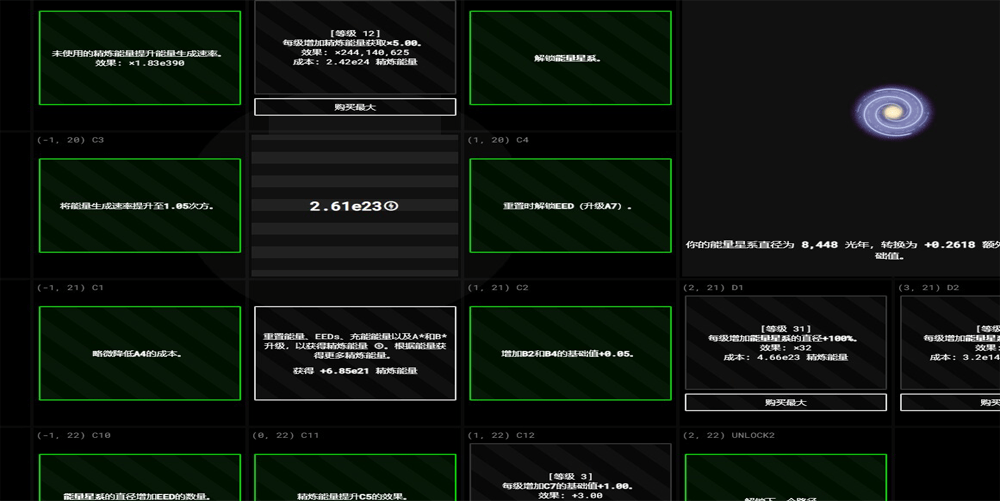 未使用的精炼能量提升能量生成速率。
效果: ×1.83e390
[等级 12]
每级增加精炼能量获取×5.00。
效果: ×244,140,625
成本: 2.42e24 精炼能量
购买最大
解锁能量星系。
(-1, 20) C3
(1, 20) C4
将能量生成速率提升至1.05次方。
2.61e23
重置时解锁EED（升级A7）。
你的能量星系直径为 8,448 光年, 转换为 +0.2618 额外
础值。
(-1, 21) C1
(1, 21) C2
(2, 21) D1
(3, 21) D2
略微降低A4的成本。
重置能量、EEDs、充能能量以及A*和B*
升级, 以获得精炼能量 。根据能量获
得更多精炼能量。
获得 +6.85e21 精炼能量
增加B2和B4的基础值+0.05。
[等级 31]
每级增加能量星系的直径+100%。
效果: ×32
成本: 4.66e23 精炼能量
购买最大
[等级
每级增加能量星系
效果:
成本: 3.2e14
购买
(-1, 22) C10
(0, 22) C11
(1, 22) C12
(2, 22) UNLOCK2
能量星系的直径增加EED的数量。
精炼能量提升C5的效果。
[等级 3]
每级增加C7的基础值+1.00。
效果: +3.00